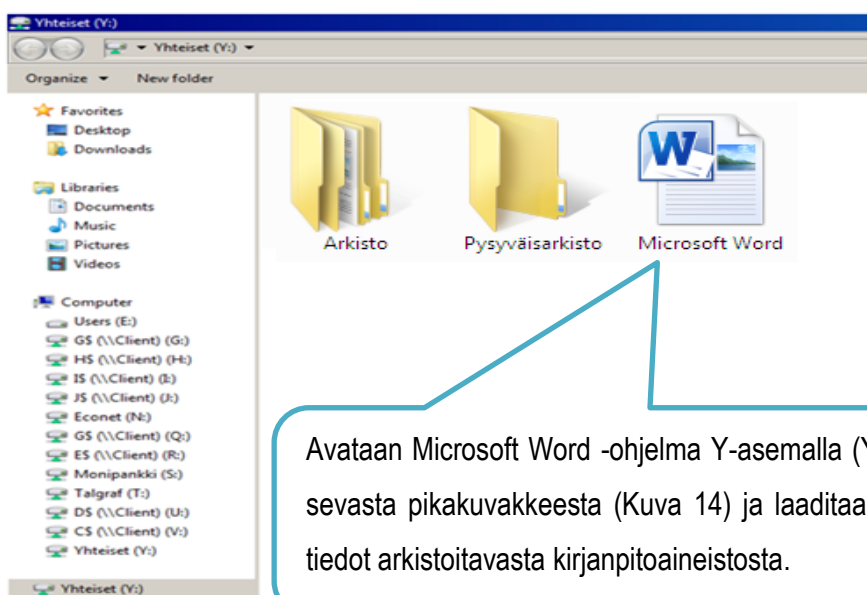 Yhteiset (Y:)
Yhteiset (Y:)
Organize
New folder
Favorites
Desktop
Downloads
Libraries
Documents
Music
Pictures
Videos
Computer
Users (E:)
G$ (\\Client) (G:)
H$ (\\Client) (H:)
I$ (\\Client) (I:)
J$ (\\Client) (J:)
Econet (N:)
G$ (\\Client) (Q:)
E$ (\\Client) (R:)
Monipankki (S:)
Talgraf (T:)
D$ (\\Client) (U:)
C$ (\\Client) (V:)
Yhteiset (Y:)
Yhteiset (Y:)
Arkisto
Pysyväisarkisto
Microsoft Word
Avataan Microsoft Word -ohjelma Y-asemalla (Y
sevasta pikakuvakkeesta (Kuva 14) ja laaditaa
tiedot arkistoitavasta kirjanpitoaineistosta.